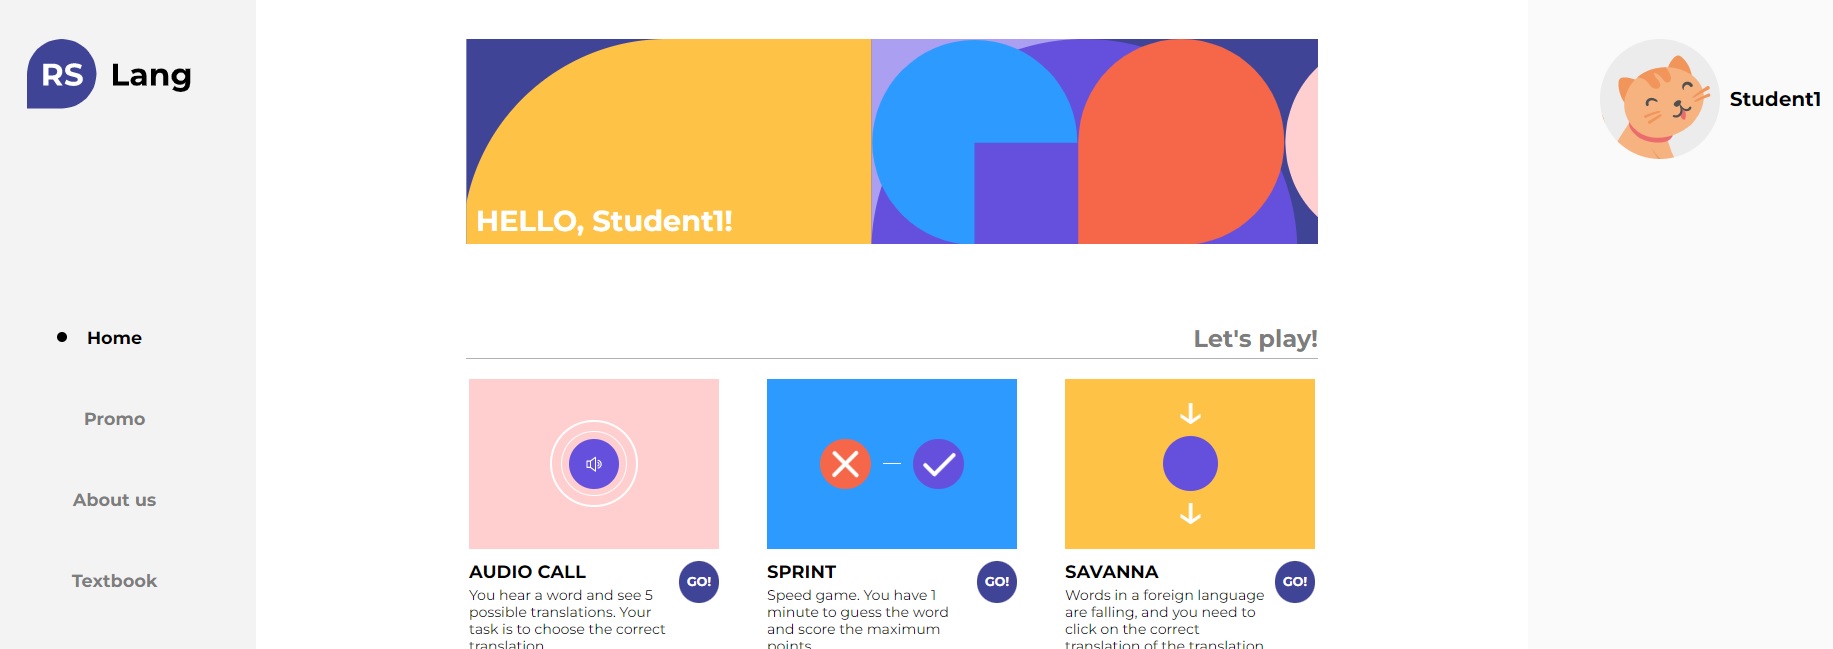 RS Lang
Home
Promo
About us
Textbook
HELLO, Student1!
Let's play!
AUDIO CALL
GO!
You hear a word and see 5
possible translations. Your
task is to choose the correct
translation
SPRINT
GO!
Speed game. You have 1
minute to guess the word
and score the maximum
points
SAVANNA
GO!
Words in a foreign language
are falling, and you need to
click on the correct
translation of the translation
Student1